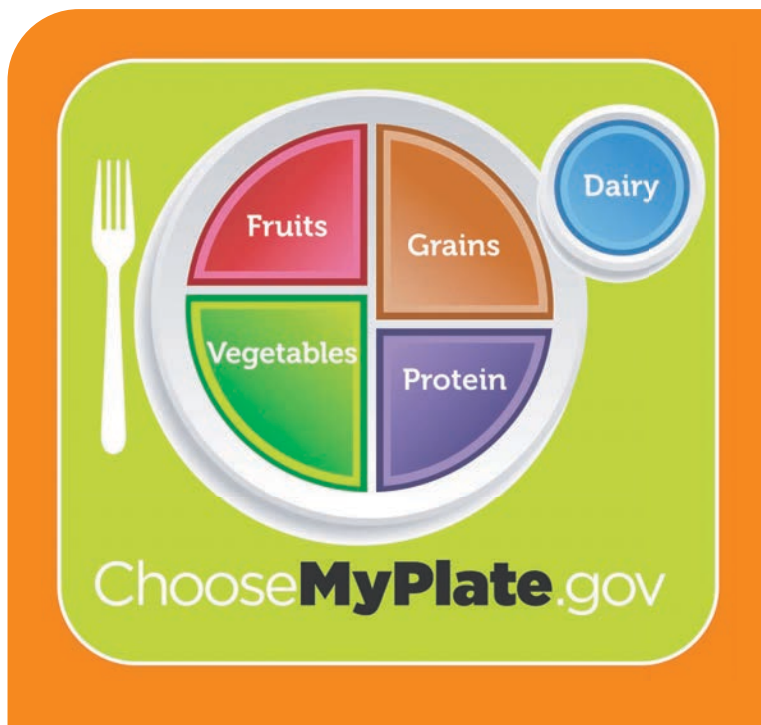 Fruits
Grains
Dairy
Vegetables
Protein
ChooseMyPlate.gov